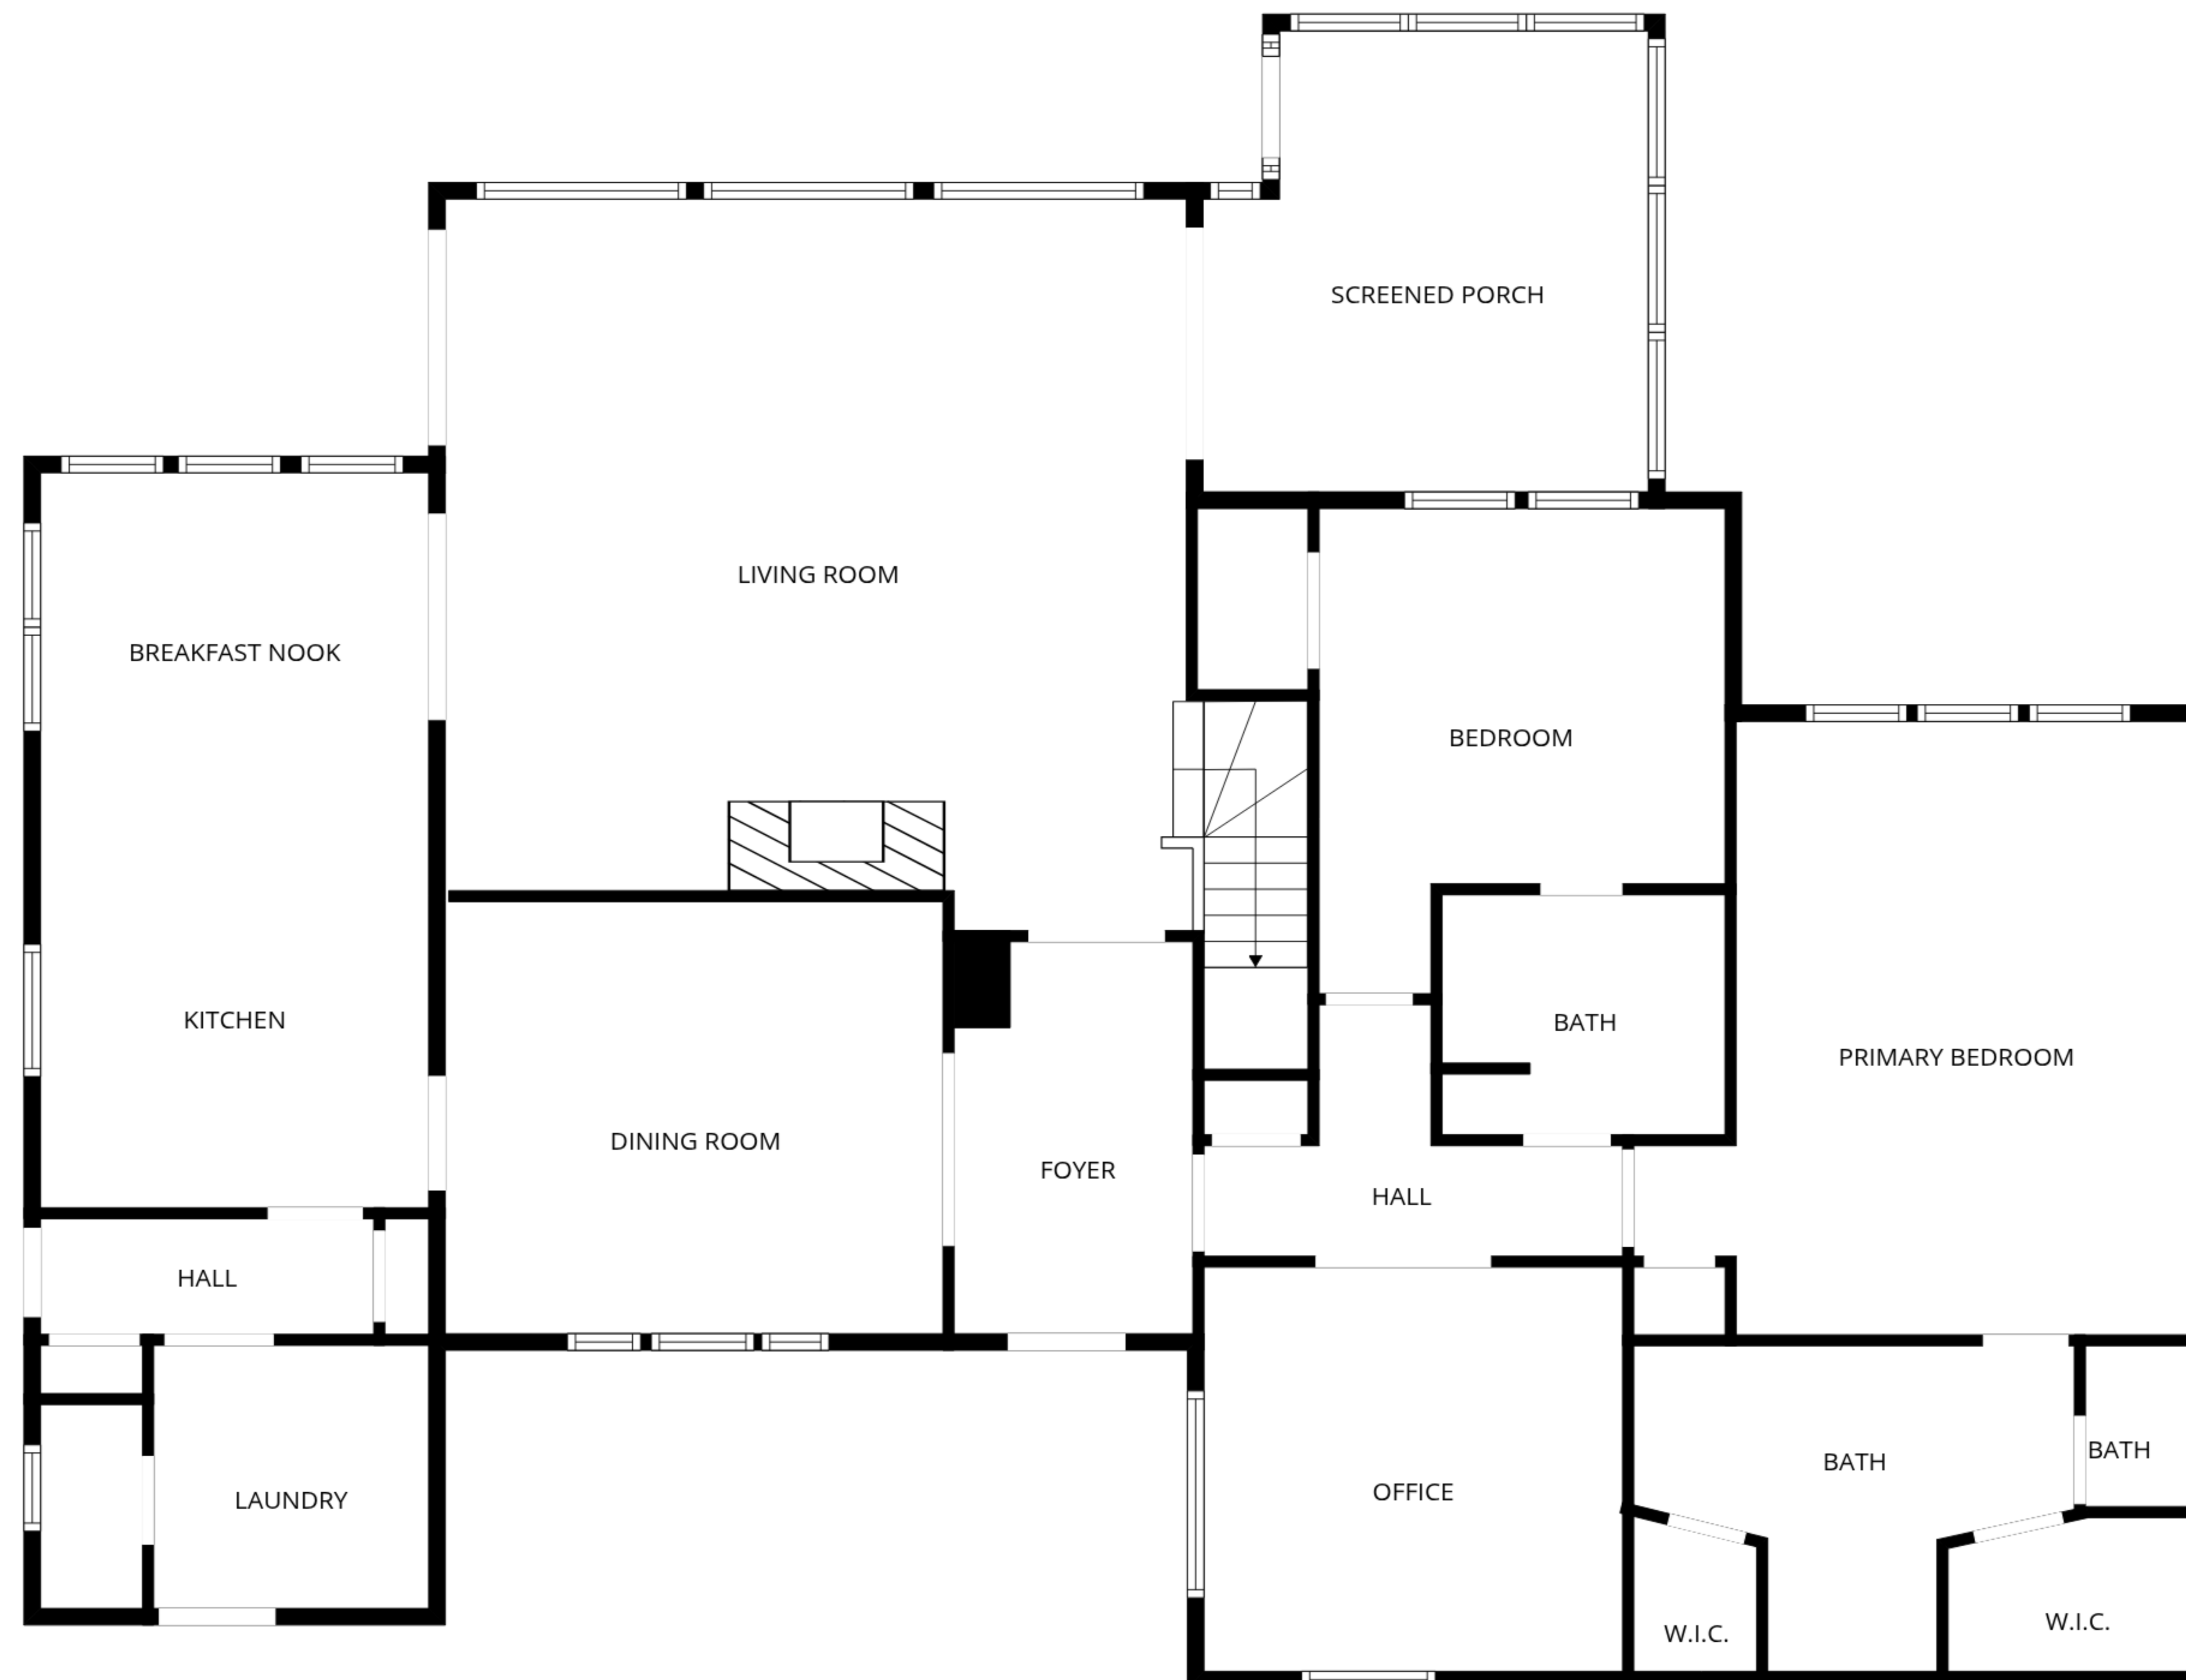 SCREENED PORCH
LIVING ROOM
BREAKFAST NOOK
BEDROOM
KITCHEN
BATH
PRIMARY BEDROOM
DINING ROOM
FOYER
HALL
HALL
BATH
BATH
LAUNDRY
OFFICE
W.I.C.
W.I.C.